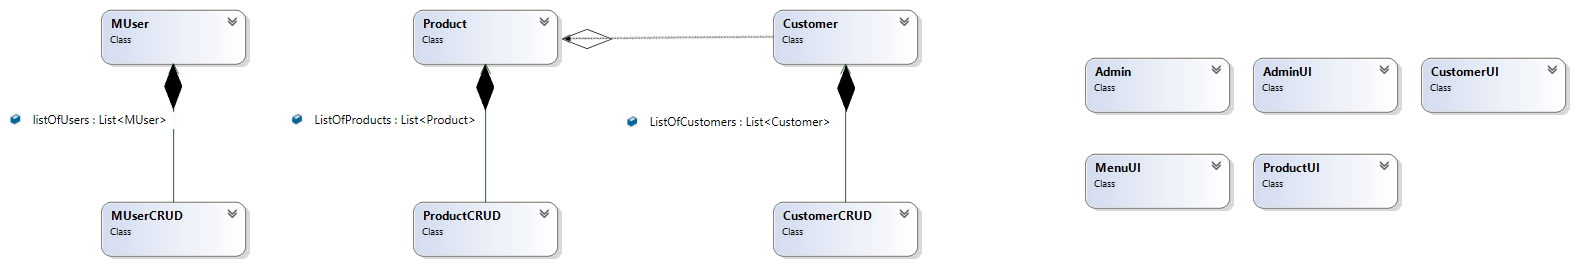 MUser
Class
Product
Class
Customer
Class
Admin
Class
AdminUI
Class
CustomerUI
Class
listOfUsers : List<MUser>
ListOfProducts : List<Product>
ListOfCustomers : List<Customer>
MenuUI
Class
ProductUI
Class
MUserCRUD
Class
ProductCRUD
Class
CustomerCRUD
Class